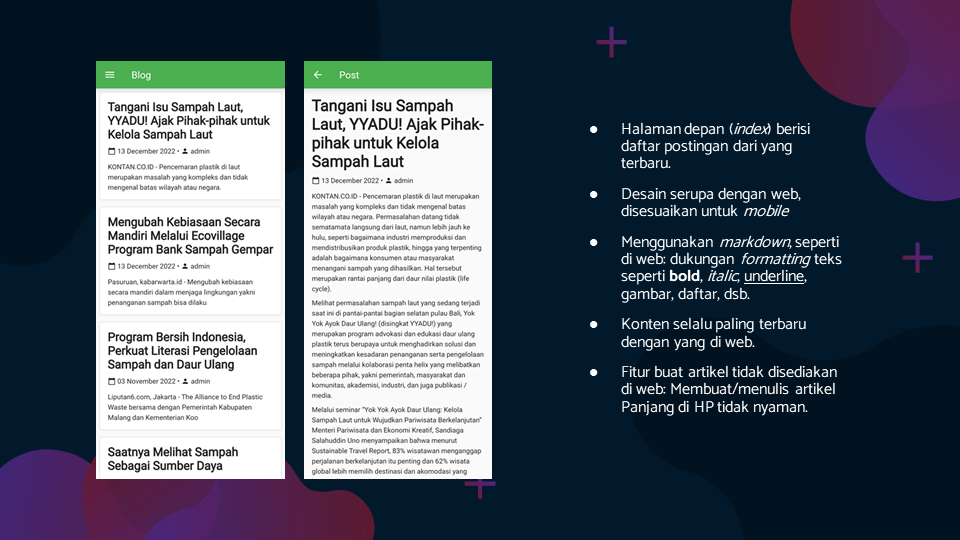 Blog
Tangani Isu Sampah Laut,
YYADU! Ajak Pihak-pihak untuk
Kelola Sampah Laut
13 December 2022 • admin
KONTAN.CO.ID - Pencemaran plastik di laut
merupakan masalah yang kompleks dan tidak
mengenal batas wilayah atau negara.
Mengubah Kebiasaan Secara
Mandiri Melalui Ecovillage
Program Bank Sampah Gempar
13 December 2022 • admin
Pasuruan, kabarwarta.id - Mengubah kebiasaan
secara mandiri dalam menjaga lingkungan yakni
penanganan sampah bisa dilaku
Program Bersih Indonesia,
Perkuat Literasi Pengelolaan
Sampah dan Daur Ulang
03 November 2022 • admin
Liputan6.com, Jakarta - The Alliance to End Plastic
Waste bersama dengan Pemerintah Kabupaten
Malang dan Kementerian Koo
Saatnya Melihat Sampah
Sebagai Sumber Daya
Post
Tangani Isu Sampah
Laut, YYADU! Ajak Pihak-
pihak untuk Kelola
Sampah Laut
13 December 2022 • admin
KONTAN.CO.ID - Pencemaran plastik di laut merupakan
masalah yang kompleks dan tidak mengenal batas
wilayah atau negara. Permasalahan datang tidak
sematamata langsung dari laut, namun lebih jauh ke
hulu, seperti bagaimana industri memproduksi dan
mendistribusikan produk plastik, hingga yang terpenting
adalah bagaimana konsumen atau masyarakat
menangani sampah yang dihasilkan. Hal tersebut
merupakan rantai panjang dari daur nilai plastik (life
cycle).
Melihat permasalahan sampah laut yang sedang terjadi
saat ini di pantai-pantai bagian selatan pulau Bali, Yok
Yok Ayok Daur Ulang! (disingkat YYADU!) yang
merupakan program advokasi dan edukasi daur ulang
plastik terus berupaya untuk menghadirkan solusi dan
meningkatkan kesadaran penanganan serta pengelolaan
sampah melalui kolaborasi penta helix yang melibatkan
beberapa pihak, yakni pemerintah, masyarakat dan
komunitas, akademisi, industri, dan juga publikasi /
media.
Melalui seminar “Yok Yok Ayok Daur Ulang: Kelola
Sampah Laut untuk Wujudkan Pariwisata Berkelanjutan”
Menteri Pariwisata dan Ekonomi Kreatif, Sandiaga
Salahuddin Uno menyampaikan bahwa menurut
Sustainable Travel Report, 83% wisatawan menganggap
perjalanan berkelanjutan itu penting dan 62% wisata
global lebih memilih destinasi dan akomodasi yang
● Halaman depan (index) berisi
daftar postingan dari yang
terbaru.
● Desain serupa dengan web,
disesuaikan untuk mobile
● Menggunakan markdown, seperti
di web: dukungan formatting teks
seperti bold, italic, underline,
gambar, daftar, dsb.
● Konten selalu paling terbaru
dengan yang di web.
● Fitur buat artikel tidak disediakan
di web: Membuat/menulis artikel
Panjang di HP tidak nyaman.